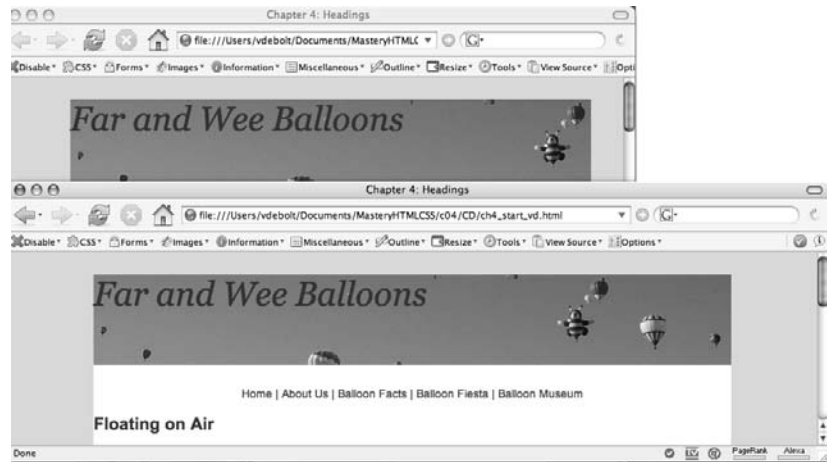 Chapter 4: Headings
file:///Users/vdebolt/Documents/MasteryHTMLC
Disable CSS Forms Images Information Miscellaneous Outline Resize Tools View Source Opti
Far and Wee Balloons
Chapter 4: Headings
file:///Users/vdebolt/Documents/MasteryHTMLCSS/c04/CD/ch4_start_vd.html
Disable CSS Forms Images Information Miscellaneous Outline Resize Tools View Source Options
Far and Wee Balloons
Home | About Us | Balloon Facts | Balloon Fiesta | Balloon Museum
Floating on Air
Done PageRank Alexa